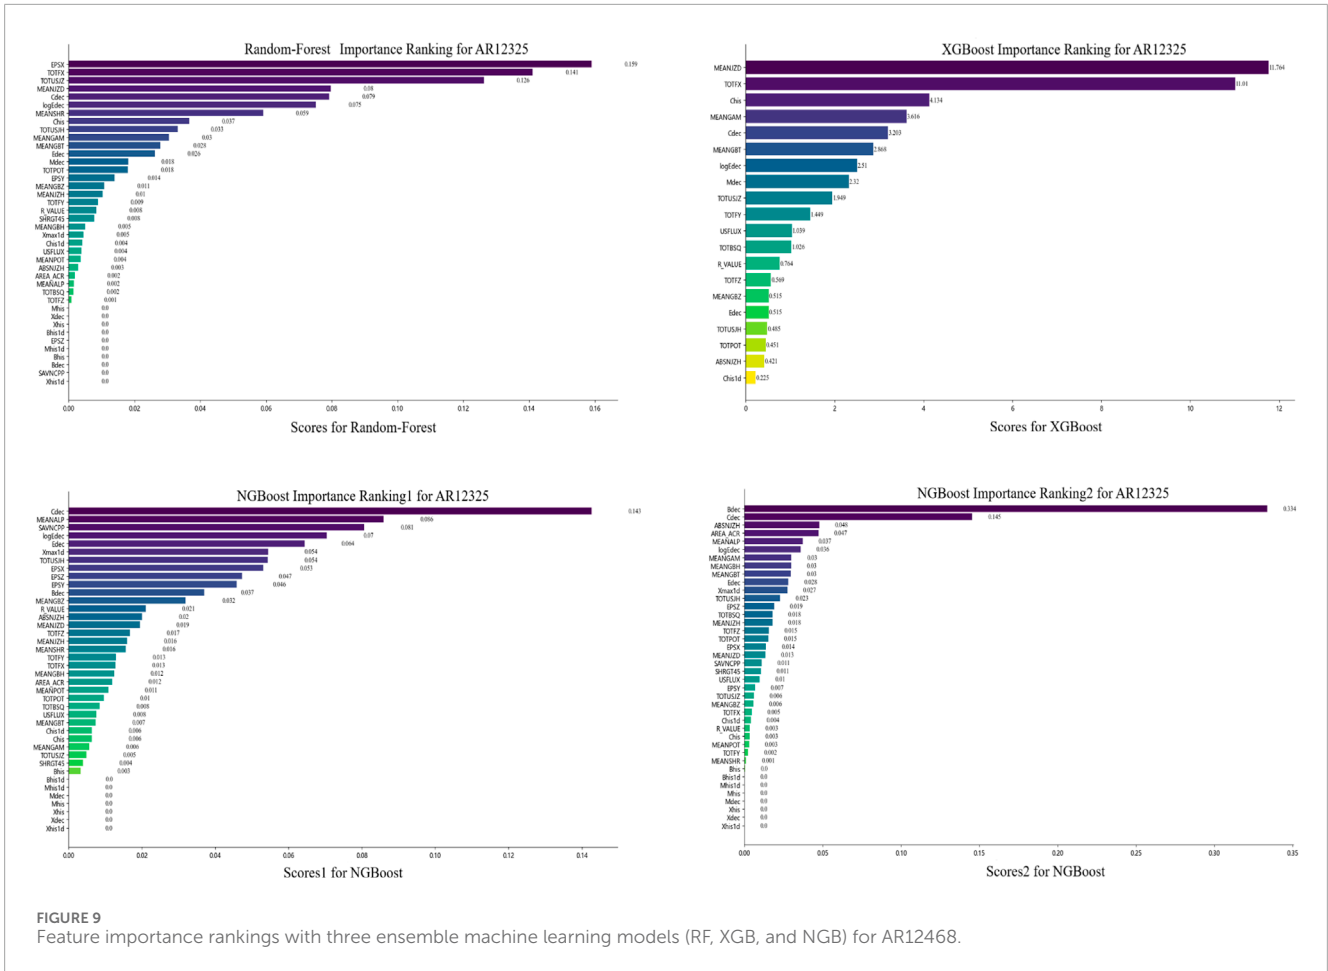 Random-Forest Importance Ranking for AR12325
EPSX 0.159
TOTFX 0.141
TOTUSJZ 0.126
MEANJZD 0.08
Cdec 0.079
logEdec 0.075
MEANSHR 0.059
Chis 0.037
TOTUSJH 0.033
MEANGAM 0.03
MEANGBT 0.028
Edec 0.026
Mdec 0.018
TOTPOT 0.018
EPSY 0.014
MEANGBZ 0.011
MEANJZH 0.01
TOTFY 0.009
R_VALUE 0.008
SHRGT45 0.008
MEANGBH 0.005
Xmax1d 0.005
Chis1d 0.004
USFLUX 0.004
MEANPOT 0.004
ABSNJZH 0.003
AREA_ACR 0.002
MEANALP 0.002
TOTBSQ 0.002
TOTFZ 0.001
Mhis 0.0
Xdec 0.0
Xhis 0.0
Bhis1d 0.0
EPSZ 0.0
Mhis1d 0.0
Bhis 0.0
Bdec 0.0
SAVNCPP 0.0
Xhis1d 0.0
0.00 0.02 0.04 0.06 0.08 0.10 0.12 0.14 0.16
Scores for Random-Forest
XGBoost Importance Ranking for AR12325
MEANJZD 11.764
TOTFX 11.01
Chis 4.134
MEANGAM 3.616
Cdec 3.203
MEANGBT 2.868
logEdec 2.51
Mdec 2.32
TOTUSJZ 1.949
TOTFY 1.449
USFLUX 1.039
TOTBSQ 1.026
R_VALUE 0.764
TOTFZ 0.569
MEANGBZ 0.515
Edec 0.515
TOTUSJH 0.485
TOTPOT 0.451
ABSNJZH 0.421
Chis1d 0.225
0 2 4 6 8 10 12
Scores for XGBoost
NGBoost Importance Ranking1 for AR12325
Cdec 0.143
MEANALP 0.086
SAVNCPP 0.081
logEdec 0.07
Edec 0.064
Xmax1d 0.054
TOTUSJH 0.054
EPSX 0.053
EPSZ 0.047
EPSY 0.046
Bdec 0.037
MEANGBZ 0.032
R_VALUE 0.021
ABSNJZH 0.02
MEANJZD 0.019
TOTFZ 0.017
MEANJZH 0.016
MEANSHR 0.016
TOTFY 0.013
TOTFX 0.013
MEANGBH 0.012
AREA_ACR 0.012
MEANPOT 0.011
TOTPOT 0.01
TOTBSQ 0.008
USFLUX 0.008
MEANGBT 0.007
Chis1d 0.006
Chis 0.006
MEANGAM 0.006
TOTUSJZ 0.005
SHRGT45 0.004
Bhis 0.003
Bhis1d 0.0
Mhis1d 0.0
Mdec 0.0
Mhis 0.0
Xhis 0.0
Xdec 0.0
Xhis1d 0.0
0.00 0.02 0.04 0.06 0.08 0.10 0.12 0.14
Scores1 for NGBoost
NGBoost Importance Ranking2 for AR12325
Bdec 0.334
Cdec 0.145
ABSNJZH 0.048
AREA_ACR 0.047
MEANALP 0.037
logEdec 0.036
MEANGAM 0.03
MEANGBH 0.03
MEANGBT 0.03
Edec 0.028
Xmax1d 0.027
TOTUSJH 0.023
EPSZ 0.019
TOTBSQ 0.018
MEANJZH 0.018
TOTFZ 0.015
TOTPOT 0.015
EPSX 0.014
MEANJZD 0.013
SAVNCPP 0.011
SHRGT45 0.011
USFLUX 0.01
EPSY 0.007
TOTUSJZ 0.006
MEANGBZ 0.006
TOTFX 0.005
Chis1d 0.004
R_VALUE 0.003
Chis 0.003
MEANPOT 0.003
TOTFY 0.002
MEANSHR 0.001
Bhis 0.0
Bhis1d 0.0
Mhis1d 0.0
Mhis 0.0
Mdec 0.0
Xhis 0.0
Xdec 0.0
Xhis1d 0.0
0.00 0.05 0.10 0.15 0.20 0.25 0.30 0.35
Scores2 for NGBoost
FIGURE 9
Feature importance rankings with three ensemble machine learning models (RF, XGB, and NGB) for AR12468.